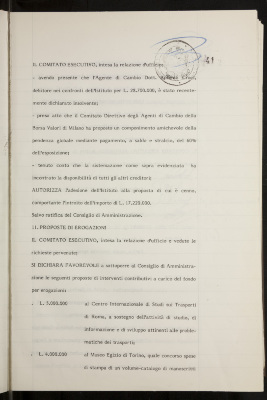 IL COMITATO ESECUTIVO, intesa la relazione d'ufficio:
- avendo presente che l'Agente di Cambio Dott.
debitore nei confronti dell'Istituto per L. 28.700.000, è stato recente-
mente dichiarato insolvente;
- preso atto che il Comitato Direttivo degli Agenti di Cambio della
Borsa Valori di Milano ha proposto un componimento amichevole della
pendenza globale mediante pagamento, a saldo e stralcio, del 60%
dell'esposizione;
- tenuto conto che la sistemazione come sopra evidenziata ha
incontrato la disponibilità di tutti gli altri creditori:
AUTORIZZA l'adesione dell'Istituto alla proposta di cui è cenno,
comportante l'introito dell'importo di L. 17.220.000.
Salvo ratifica del Consiglio di Amministrazione.
11. PROPOSTE DI EROGAZIONI
IL COMITATO ESECUTIVO, intesa la relazione d'ufficio e vedute le
richieste pervenute;
SI DICHIARA FAVOREVOLE a sottoporre al Consiglio di Amministra-
zione le seguenti proposte di interventi contributivi a carico del fondo
per erogazioni:
. L. 1.000.000 al Centro Internazionale di Studi sui Trasporti
di Roma, a sostegno dell'attività di studio, di
informazione e di sviluppo attinenti alle proble-
matiche dei trasporti;
. L. 4.000.000 al Museo Egizio di Torino, quale concorso spese
di stampa di un volume-catalogo di manoscritti